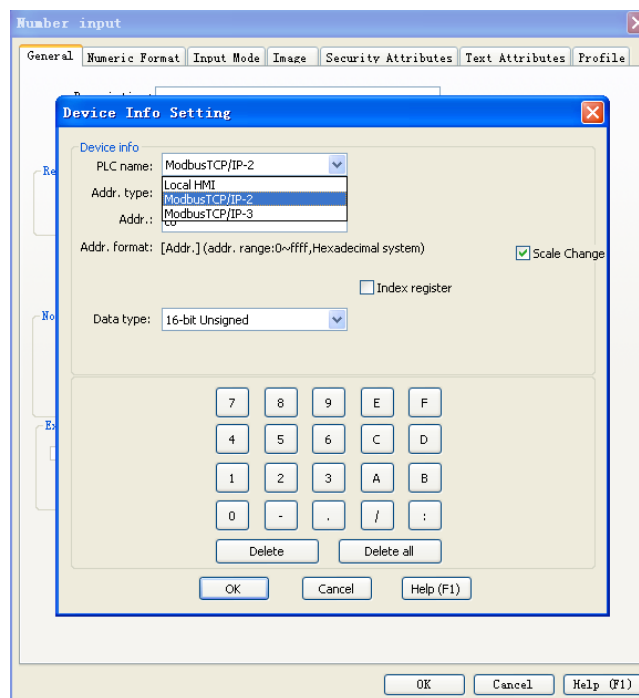 Number input
General Numeric Format Input Mode Image Security Attributes Text Attributes Profile
Device Info Setting
Device info
PLC name: ModbusTCP/IP-2
Local HMI
Addr. type: ModbusTCP/IP-2
ModbusTCP/IP-3
Addr.: c0
Addr. format: [Addr.] (addr. range:0~ffff,Hexadecimal system)
Scale Change
Index register
Data type: 16-bit Unsigned
7 8 9 E F
4 5 6 C D
1 2 3 A B
0 - . / :
Delete Delete all
OK Cancel Help (F1)
OK Cancel Help (F1)